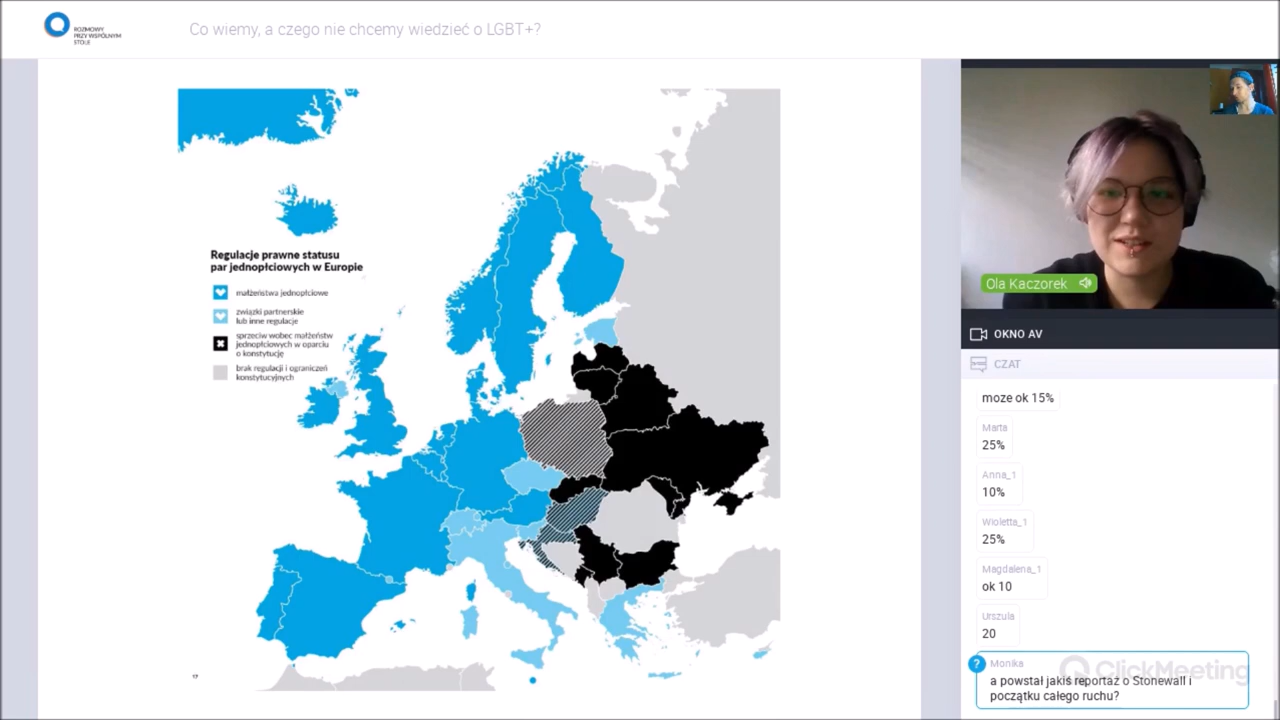 ROZMOWY
PRZY WSPÓLNYM
STOLE
Co wiemy, a czego nie chcemy wiedzieć o LGBT+?
Regulacje prawne statusu
par jednopłciowych w Europie
małżeństwa jednopłciowe
związki partnerskie
lub inne regulacje
sprzeciw wobec małżeństw
jednopłciowych w oparciu
o konstytucję
brak regulacji i ograniczeń
konstytucyjnych
Ola Kaczorek
OKNO AV
CZAT
moze ok 15%
Marta
25%
Anna_1
10%
Wioletta_1
25%
Magdalena_1
ok 10
Urszula
20
?
Monika
a powstał jakiś reportaż o Stonewall i
początku całego ruchu?
ClickMeeting